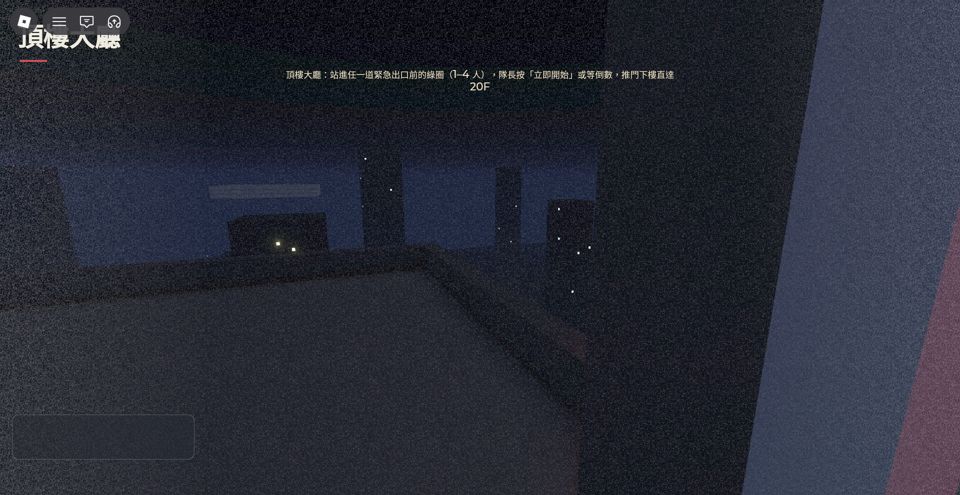 頂樓大廳
頂樓大廳：站進任一道緊急出口前的綠圈（1–4 人），隊長按「立即開始」或等倒數，推門下樓直達
20F